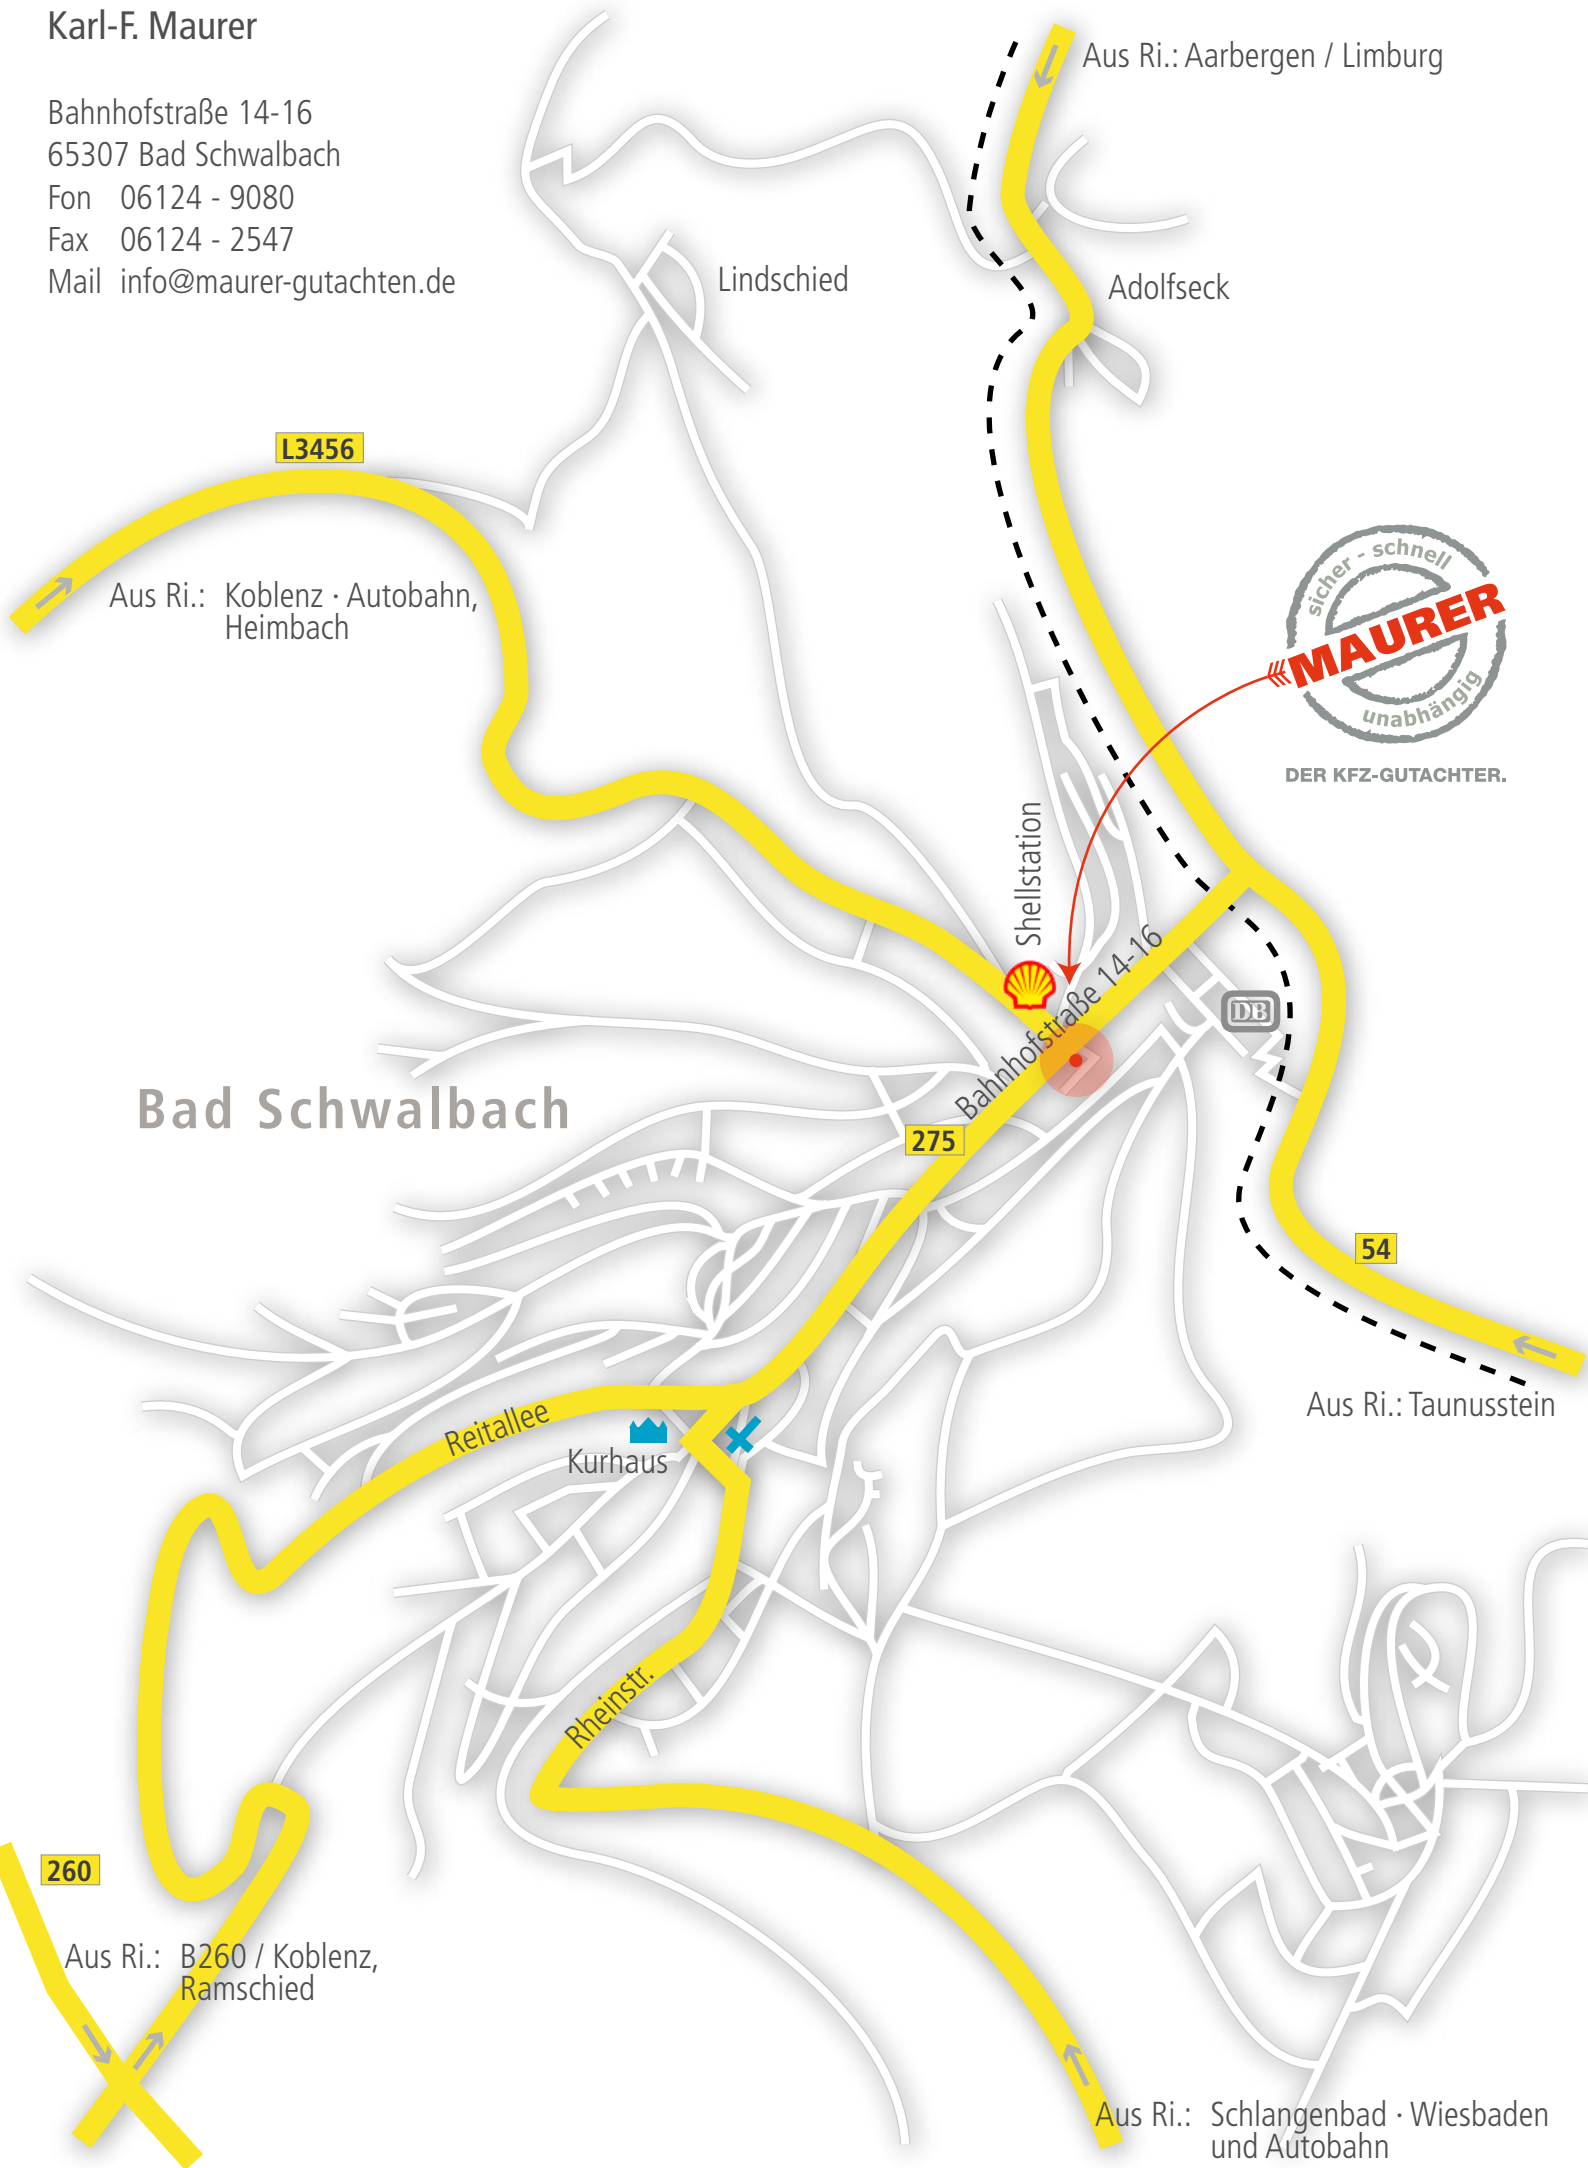 Karl-F. Maurer
Bahnhofstraße 14-16
65307 Bad Schwalbach
Fon 06124 - 9080
Fax 06124 - 2547
Mail info@maurer-gutachten.de
Aus Ri.: Aarbergen / Limburg
Lindschied
Adolfseck
L3456
Aus Ri.: Koblenz · Autobahn,
Heimbach
sicher - schnell
MAURER
unabhängig
DER KFZ-GUTACHTER.
Shellstation
Bahnhofstraße 14-16
DB
Bad Schwalbach
275
54
Aus Ri.: Taunusstein
Reitallee
Kurhaus
Rheinstr.
260
Aus Ri.: B260 / Koblenz,
Ramschied
Aus Ri.: Schlangenbad · Wiesbaden
und Autobahn